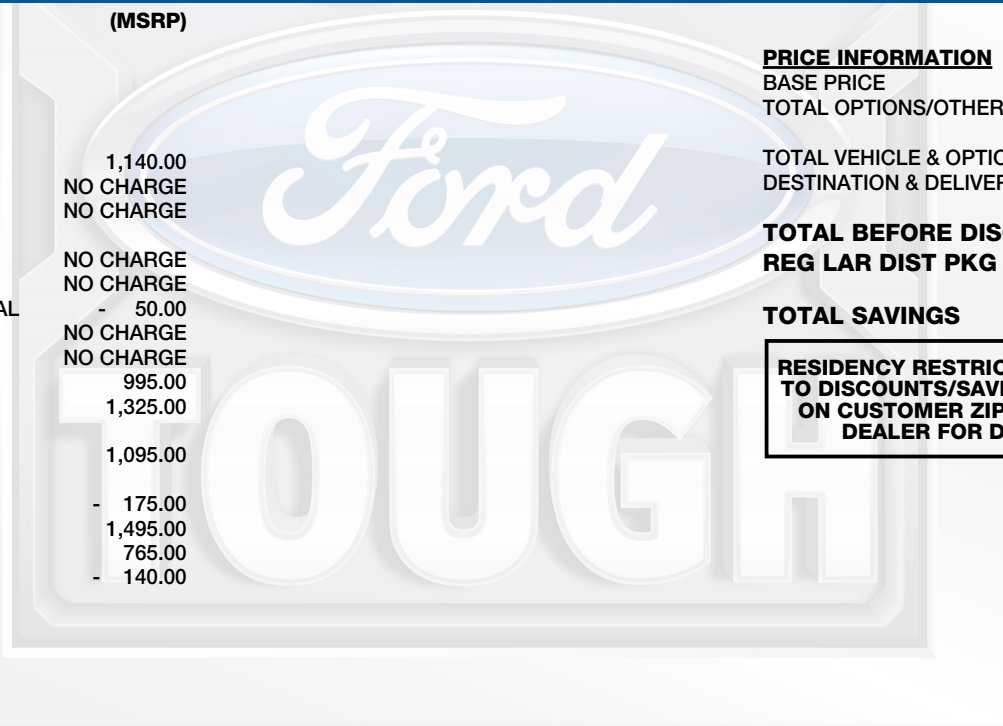 (MSRP)
1,140.00
NO CHARGE
NO CHARGE
NO CHARGE
NO CHARGE
AL - 50.00
NO CHARGE
NO CHARGE
995.00
1,325.00
1,095.00
- 175.00
1,495.00
765.00
- 140.00
PRICE INFORMATION
BASE PRICE
TOTAL OPTIONS/OTHER
TOTAL VEHICLE & OPTIO
DESTINATION & DELIVER
TOTAL BEFORE DIS
REG LAR DIST PKG
TOTAL SAVINGS
RESIDENCY RESTRIC
TO DISCOUNTS/SAVI
ON CUSTOMER ZIP
DEALER FOR D
Ford
TOUGH